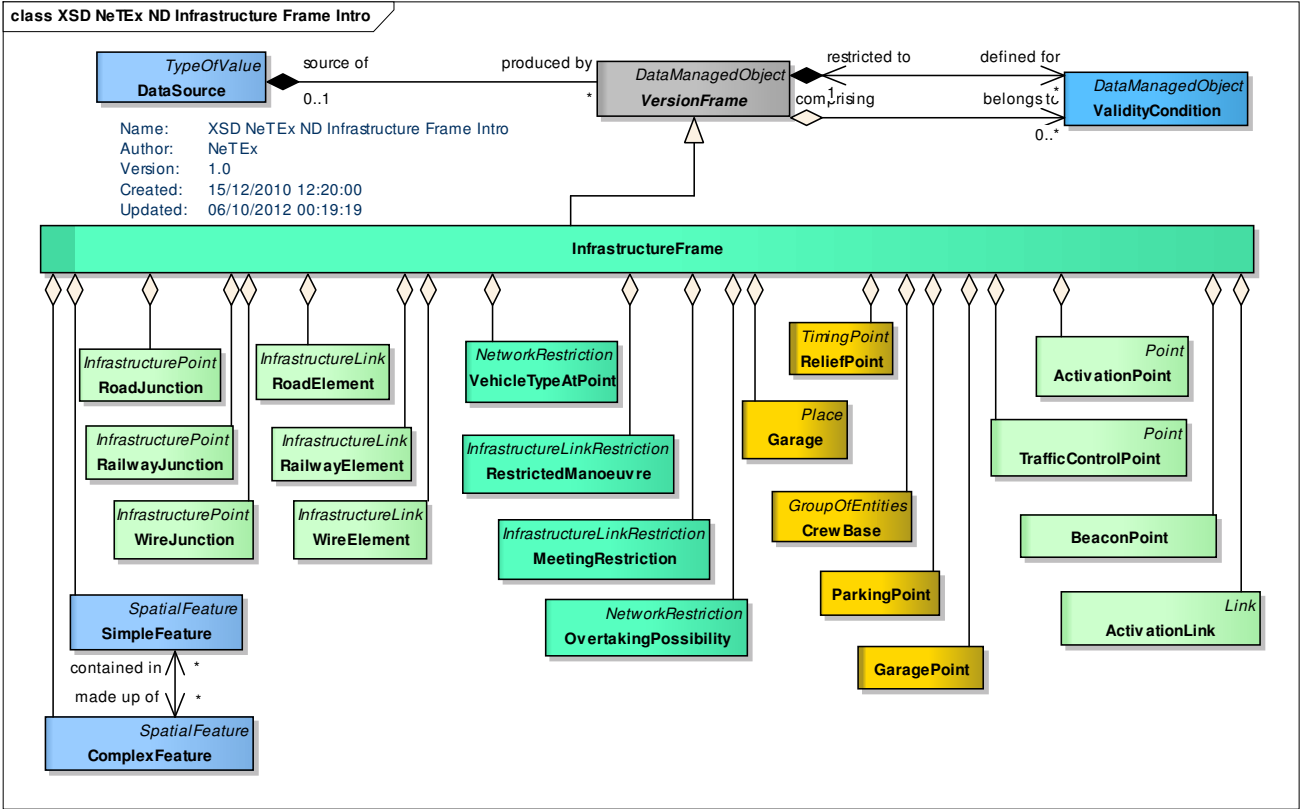 class XSD NeTEx ND Infrastructure Frame Intro
TypeOfValue
DataSource
source of
0..1
produced by
*
DataManagedObject
VersionFrame
restricted to
1
defined for
*
comprising
belongs to
0..*
DataManagedObject
ValidityCondition
Name: XSD NeTEx ND Infrastructure Frame Intro
Author: NeTEx
Version: 1.0
Created: 15/12/2010 12:20:00
Updated: 06/10/2012 00:19:19
InfrastructureFrame
InfrastructurePoint
RoadJunction
InfrastructureLink
RoadElement
NetworkRestriction
VehicleTypeAtPoint
TimingPoint
ReliefPoint
Point
ActivationPoint
InfrastructurePoint
RailwayJunction
InfrastructureLink
RailwayElement
InfrastructureLinkRestriction
RestrictedManoeuvre
Place
Garage
Point
TrafficControlPoint
InfrastructurePoint
WireJunction
InfrastructureLink
WireElement
InfrastructureLinkRestriction
MeetingRestriction
GroupOfEntities
CrewBase
BeaconPoint
SpatialFeature
SimpleFeature
NetworkRestriction
OvertakingPossibility
ParkingPoint
Link
ActivationLink
GaragePoint
contained in
*
made up of
*
SpatialFeature
ComplexFeature